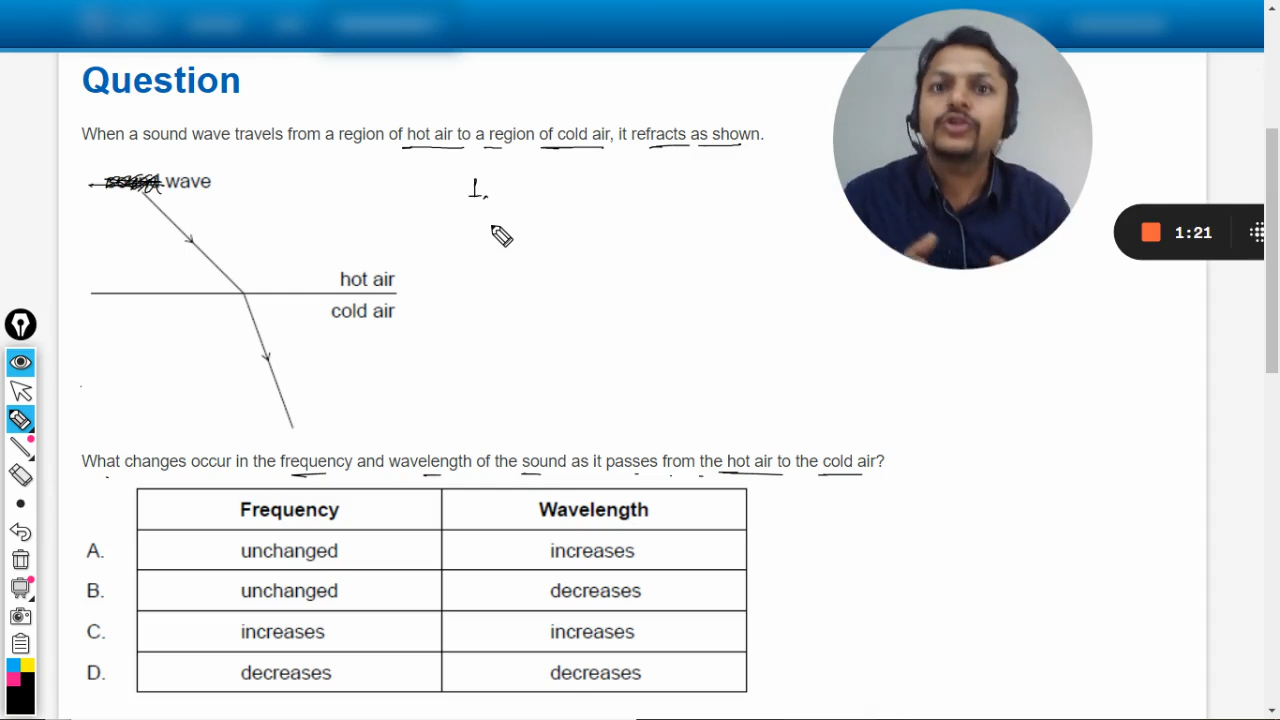 Question
When a sound wave travels from a region of hot air to a region of cold air, it refracts as shown.
wave
1.
1:21
hot air
cold air
What changes occur in the frequency and wavelength of the sound as it passes from the hot air to the cold air?
Frequency Wavelength
A. unchanged increases
B. unchanged decreases
C. increases increases
D. decreases decreases